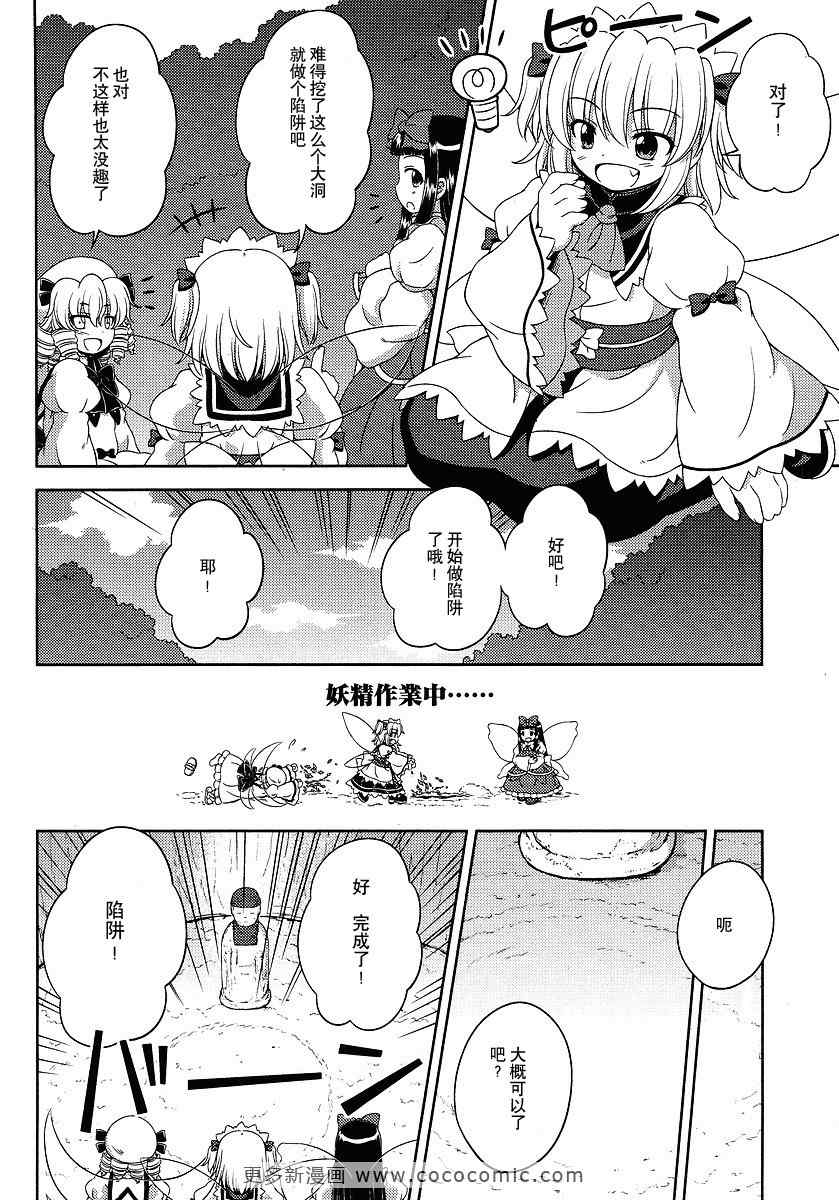 ピーン
对了！
难得挖了这么个大洞
就做个陷阱吧
也对
不这样也太没趣了
好吧！
开始做陷阱
了哦！
耶！
妖精作業中……
呃
大概可以了
吧？
好 完成了！
陷阱！
バーン
更多新漫画 www.cococomic.com